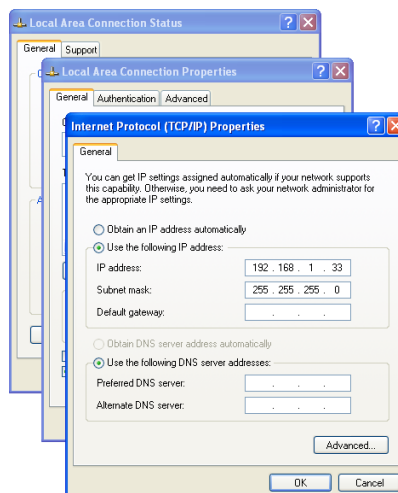 Local Area Connection Status
General Support
Local Area Connection Properties
General Authentication Advanced
Internet Protocol (TCP/IP) Properties
General
You can get IP settings assigned automatically if your network supports
this capability. Otherwise, you need to ask your network administrator for
the appropriate IP settings.
Obtain an IP address automatically
Use the following IP address:
IP address: 192 . 168 . 1 . 33
Subnet mask: 255 . 255 . 255 . 0
Default gateway: . . .
Obtain DNS server address automatically
Use the following DNS server addresses:
Preferred DNS server: . . .
Alternate DNS server: . . .
Advanced...
OK Cancel